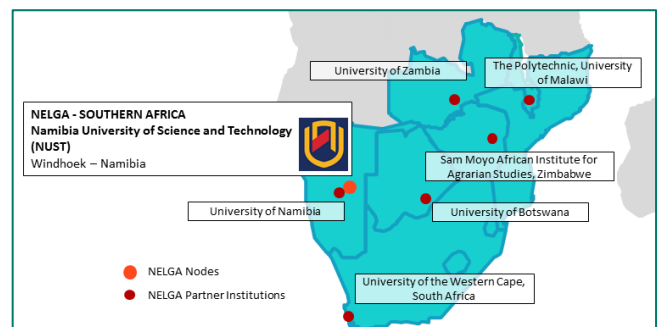 University of Zambia
The Polytechnic, University
of Malawi
NELGA - SOUTHERN AFRICA
Namibia University of Science and Technology
(NUST)
Windhoek – Namibia
Sam Moyo African Institute for
Agrarian Studies, Zimbabwe
University of Namibia
University of Botswana
NELGA Nodes
University of the Western Cape,
South Africa
NELGA Partner Institutions